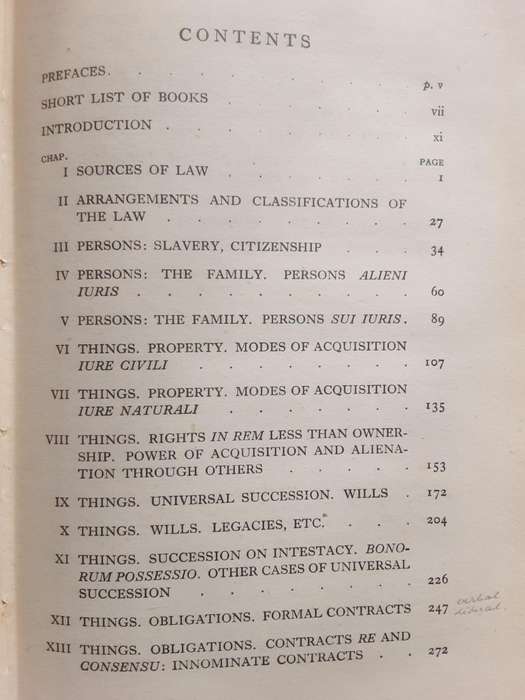 CONTENTS
PREFACES. . . . . . . . . p. v
SHORT LIST OF BOOKS . . . . . . vii
INTRODUCTION . . . . . . . . xi
CHAP. PAGE
I SOURCES OF LAW . . . . . . 1
II ARRANGEMENTS AND CLASSIFICATIONS OF
THE LAW . . . . . . . . 27
III PERSONS: SLAVERY, CITIZENSHIP . . . 34
IV PERSONS: THE FAMILY. PERSONS ALIENI
IURIS . . . . . . . . . 60
V PERSONS: THE FAMILY. PERSONS SUI IURIS. 89
VI THINGS. PROPERTY. MODES OF ACQUISITION
IURE CIVILI . . . . . . . 107
VII THINGS. PROPERTY. MODES OF ACQUISITION
IURE NATURALI . . . . . . 135
VIII THINGS. RIGHTS IN REM LESS THAN OWNER-
SHIP. POWER OF ACQUISITION AND ALIENA-
TION THROUGH OTHERS . . . . . 153
IX THINGS. UNIVERSAL SUCCESSION. WILLS . 172
X THINGS. WILLS. LEGACIES, ETC. . . . 204
XI THINGS. SUCCESSION ON INTESTACY. BONO-
RUM POSSESSIO. OTHER CASES OF UNIVERSAL
SUCCESSION . . . . . . . 226
XII THINGS. OBLIGATIONS. FORMAL CONTRACTS 247 verbal
literal.
XIII THINGS. OBLIGATIONS. CONTRACTS RE AND
CONSENSU: INNOMINATE CONTRACTS . . 272